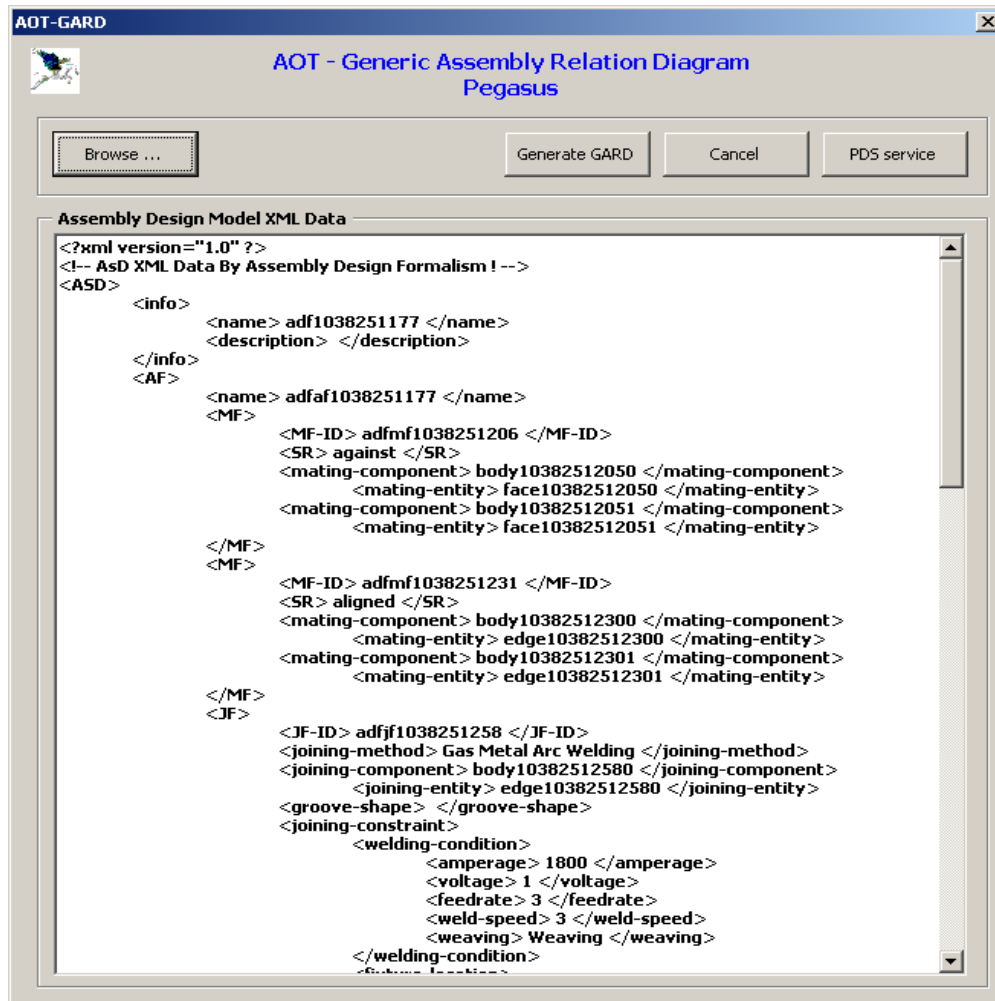 AOT-GARD
AOT - Generic Assembly Relation Diagram
Pegasus
Browse ...
Generate GARD
Cancel
PDS service
Assembly Design Model XML Data
<?xml version="1.0" ?>
<!-- AsD XML Data By Assembly Design Formalism ! -->
<ASD>
<info>
<name> adf1038251177 </name>
<description> </description>
</info>
<AF>
<name> adfaf1038251177 </name>
<MF>
<MF-ID> adfmf1038251206 </MF-ID>
<SR> against </SR>
<mating-component> body10382512050 </mating-component>
<mating-entity> face10382512050 </mating-entity>
<mating-component> body10382512051 </mating-component>
<mating-entity> face10382512051 </mating-entity>
</MF>
<MF>
<MF-ID> adfmf1038251231 </MF-ID>
<SR> aligned </SR>
<mating-component> body10382512300 </mating-component>
<mating-entity> edge10382512300 </mating-entity>
<mating-component> body10382512301 </mating-component>
<mating-entity> edge10382512301 </mating-entity>
</MF>
<JF>
<JF-ID> adfjf1038251258 </JF-ID>
<joining-method> Gas Metal Arc Welding </joining-method>
<joining-component> body10382512580 </joining-component>
<joining-entity> edge10382512580 </joining-entity>
<groove-shape> </groove-shape>
<joining-constraint>
<welding-condition>
<amperage> 1800 </amperage>
<voltage> 1 </voltage>
<feedrate> 3 </feedrate>
<weld-speed> 3 </weld-speed>
<weaving> Weaving </weaving>
</welding-condition>